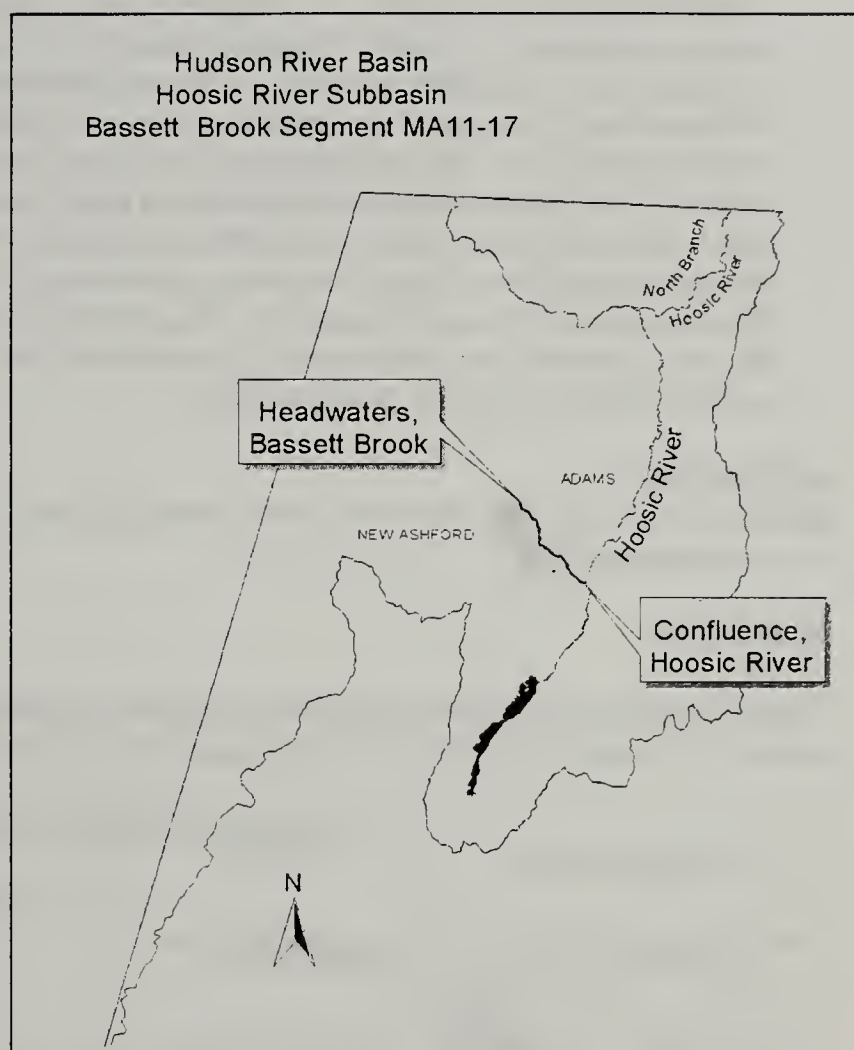 Hudson River Basin
Hoosic River Subbasin
Bassett Brook Segment MA11-17
North Branch
Hoosic River
Headwaters,
Bassett Brook
ADAMS
Hoosic River
NEW ASHFORD
Confluence,
Hoosic River
N